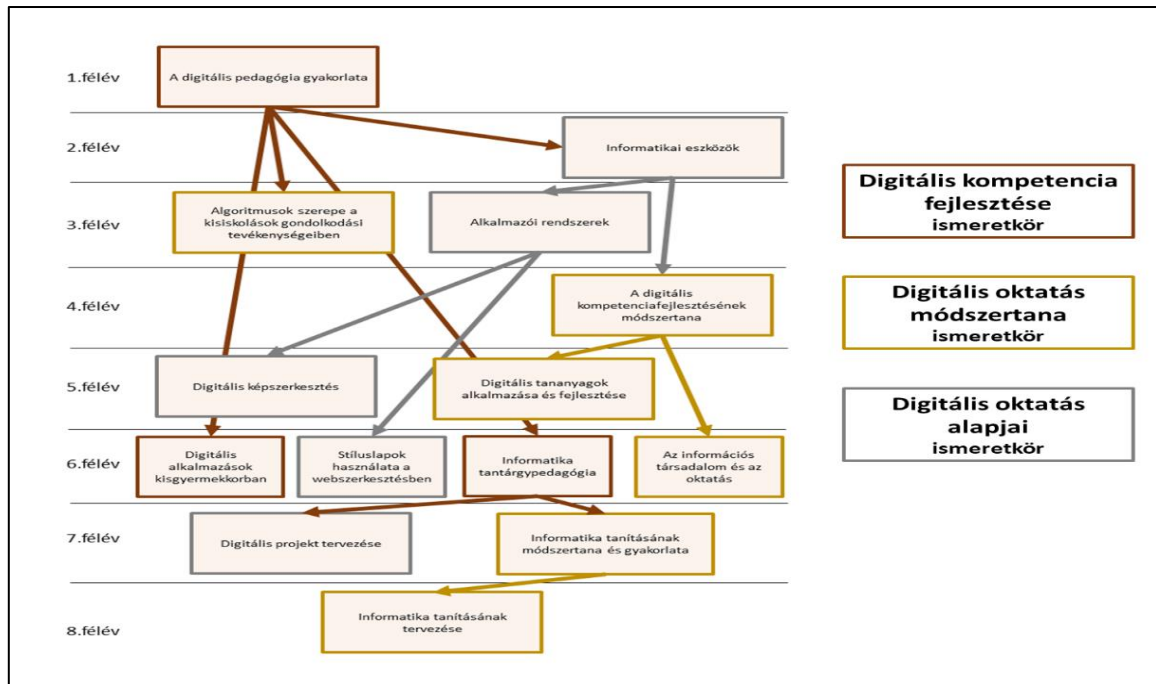 1.félév
A digitális pedagógia gyakorlata
2.félév
Informatikai eszközök
3.félév
Algoritmusok szerepe a
kisiskolások gondolkodási
tevékenységeiben
Alkalmazói rendszerek
4.félév
A digitális
kompetenciafejlesztésének
módszertana
5.félév
Digitális képszerkesztés
Digitális tananyagok
alkalmazása és fejlesztése
6.félév
Digitális
alkalmazások
kisgyermekkorban
Stíluslapok
használata a
webszerkesztésben
Informatika
tantárgypedagógia
Az információs
társadalom és az
oktatás
7.félév
Digitális projekt tervezése
Informatika tanításának
módszertana és gyakorlata
8.félév
Informatika tanításának
tervezése
Digitális kompetencia
fejlesztése
ismeretkör
Digitális oktatás
módszertana
ismeretkör
Digitális oktatás
alapjai
ismeretkör